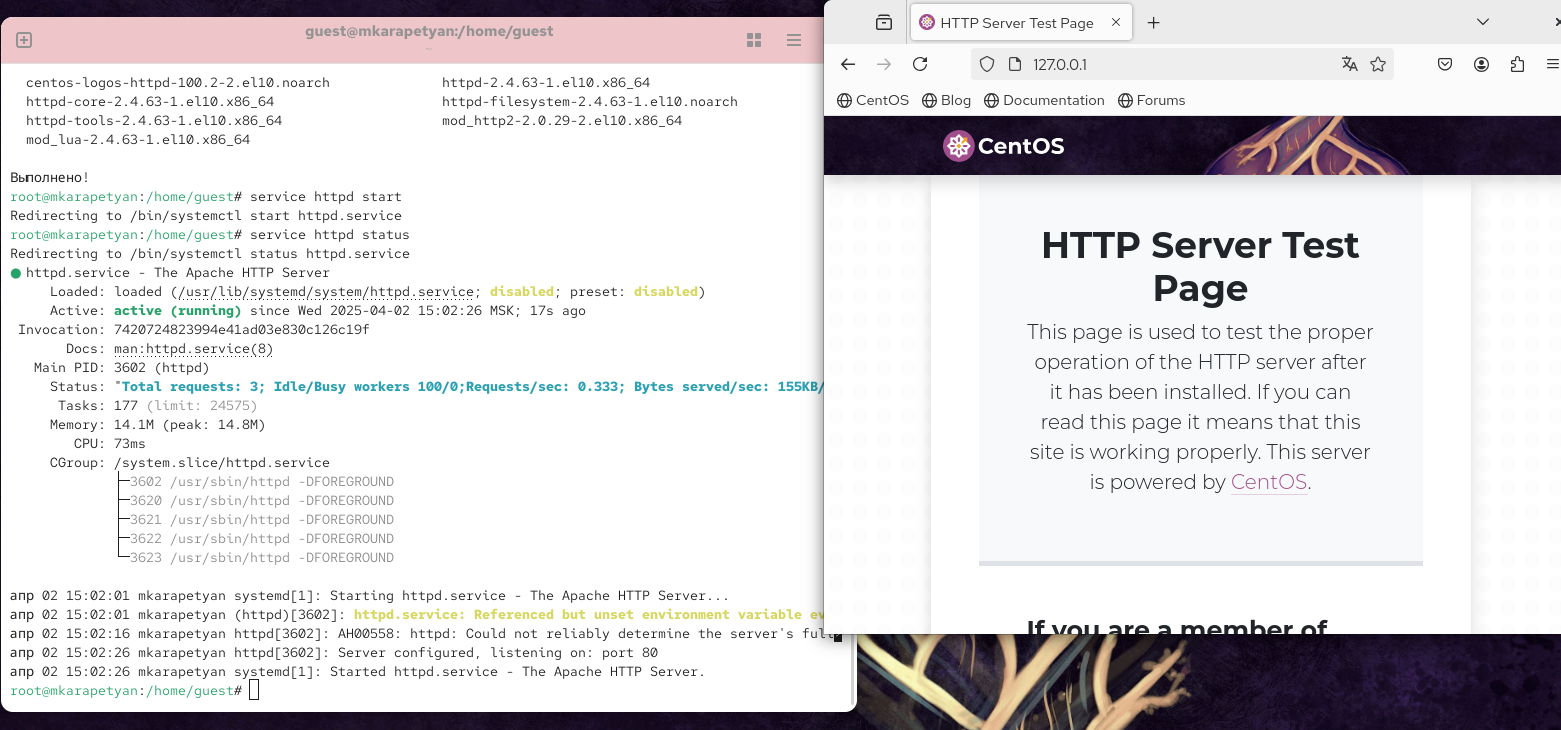 guest@mkarapetyan:/home/guest
~
centos-logos-httpd-100.2-2.el10.noarch httpd-2.4.63-1.el10.x86_64
httpd-core-2.4.63-1.el10.x86_64 httpd-filesystem-2.4.63-1.el10.noarch
httpd-tools-2.4.63-1.el10.x86_64 mod_http2-2.0.29-2.el10.x86_64
mod_lua-2.4.63-1.el10.x86_64
Выполнено!
root@mkarapetyan:/home/guest# service httpd start
Redirecting to /bin/systemctl start httpd.service
root@mkarapetyan:/home/guest# service httpd status
Redirecting to /bin/systemctl status httpd.service
● httpd.service - The Apache HTTP Server
Loaded: loaded (/usr/lib/systemd/system/httpd.service; disabled; preset: disabled)
Active: active (running) since Wed 2025-04-02 15:02:26 MSK; 17s ago
Invocation: 7420724823994e41ad03e830c126c19f
Docs: man:httpd.service(8)
Main PID: 3602 (httpd)
Status: "Total requests: 3; Idle/Busy workers 100/0;Requests/sec: 0.333; Bytes served/sec: 155KB/
Tasks: 177 (limit: 24575)
Memory: 14.1M (peak: 14.8M)
CPU: 73ms
CGroup: /system.slice/httpd.service
├─3602 /usr/sbin/httpd -DFOREGROUND
├─3620 /usr/sbin/httpd -DFOREGROUND
├─3621 /usr/sbin/httpd -DFOREGROUND
├─3622 /usr/sbin/httpd -DFOREGROUND
└─3623 /usr/sbin/httpd -DFOREGROUND
апр 02 15:02:01 mkarapetyan systemd[1]: Starting httpd.service - The Apache HTTP Server...
апр 02 15:02:01 mkarapetyan (httpd)[3602]: httpd.service: Referenced but unset environment variable ev
апр 02 15:02:16 mkarapetyan httpd[3602]: AH00558: httpd: Could not reliably determine the server's full
апр 02 15:02:26 mkarapetyan httpd[3602]: Server configured, listening on: port 80
апр 02 15:02:26 mkarapetyan systemd[1]: Started httpd.service - The Apache HTTP Server.
root@mkarapetyan:/home/guest#
HTTP Server Test Page
127.0.0.1
CentOS Blog Documentation Forums
CentOS
HTTP Server Test
Page
This page is used to test the proper
operation of the HTTP server after
it has been installed. If you can
read this page it means that this
site is working properly. This server
is powered by CentOS.
If you are a member of